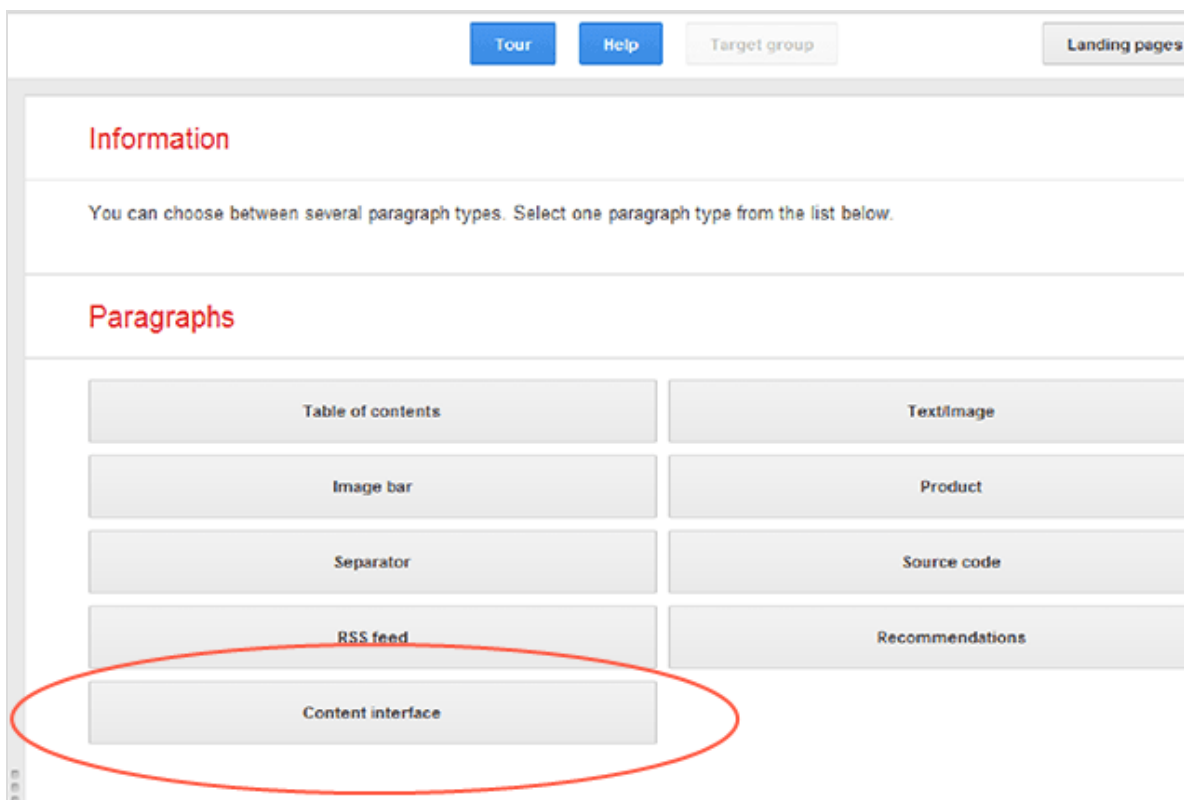 Tour Help Target group Landing pages
Information
You can choose between several paragraph types. Select one paragraph type from the list below.
Paragraphs
Table of contents Text/Image
Image bar Product
Separator Source code
RSS feed Recommendations
Content interface